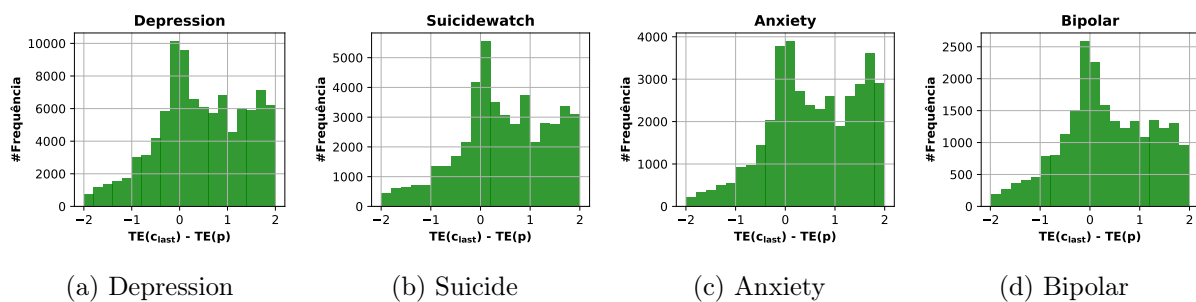 Depression
#Frequência
10000
8000
6000
4000
2000
0
−2 −1 0 1 2
TE(c_last) - TE(p)
(a) Depression
Suicidewatch
#Frequência
5000
4000
3000
2000
1000
0
−2 −1 0 1 2
TE(c_last) - TE(p)
(b) Suicide
Anxiety
#Frequência
4000
3000
2000
1000
0
−2 −1 0 1 2
TE(c_last) - TE(p)
(c) Anxiety
Bipolar
#Frequência
2500
2000
1500
1000
500
0
−2 −1 0 1 2
TE(c_last) - TE(p)
(d) Bipolar